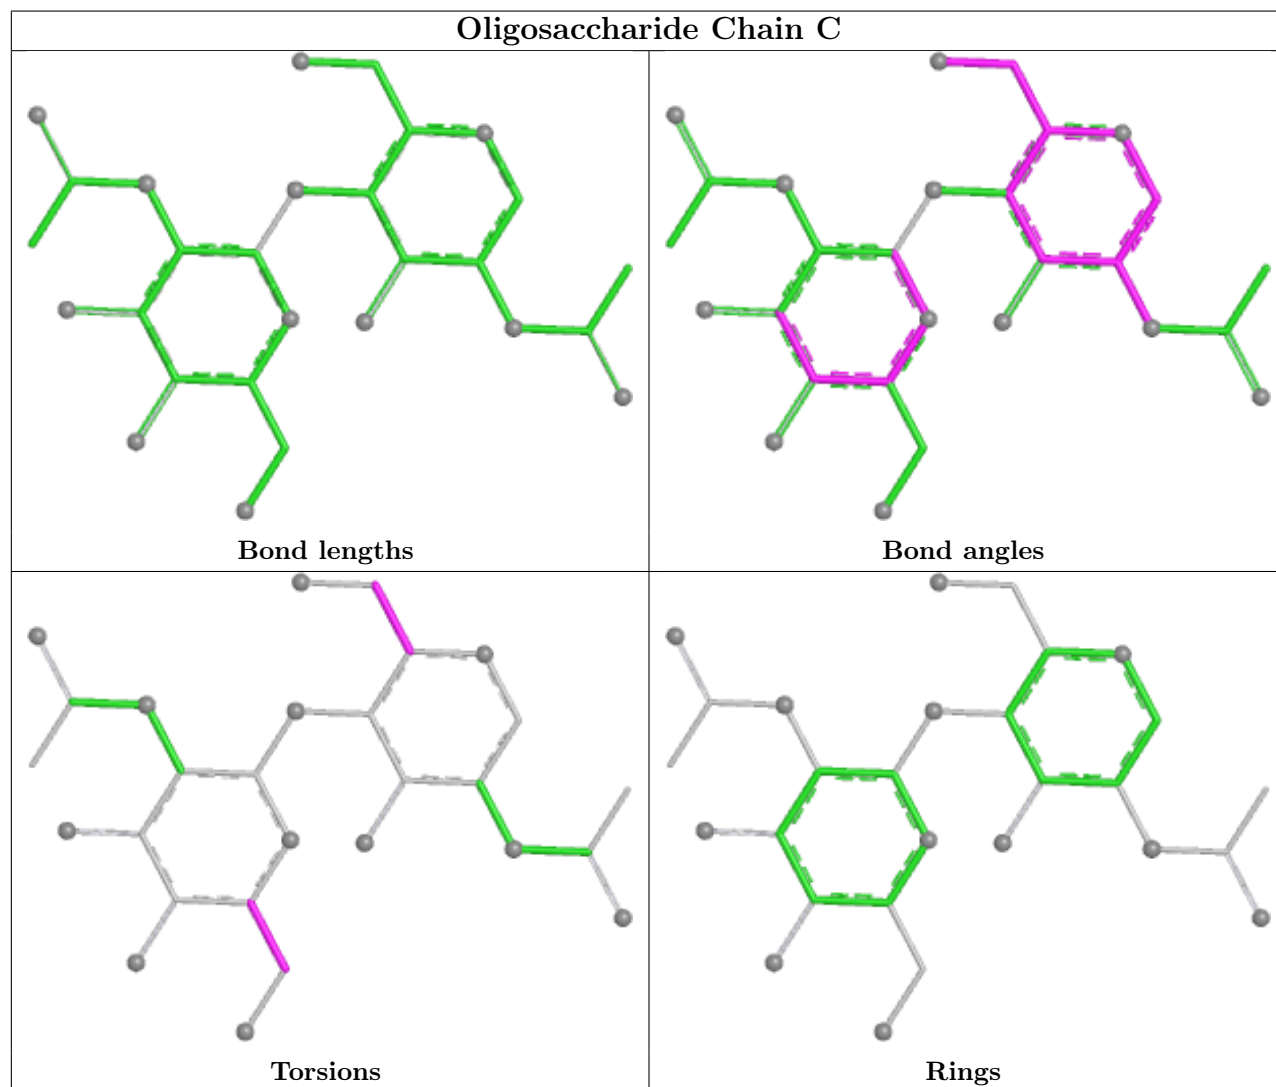 Oligosaccharide Chain C
Bond lengths
Bond angles
Torsions
Rings